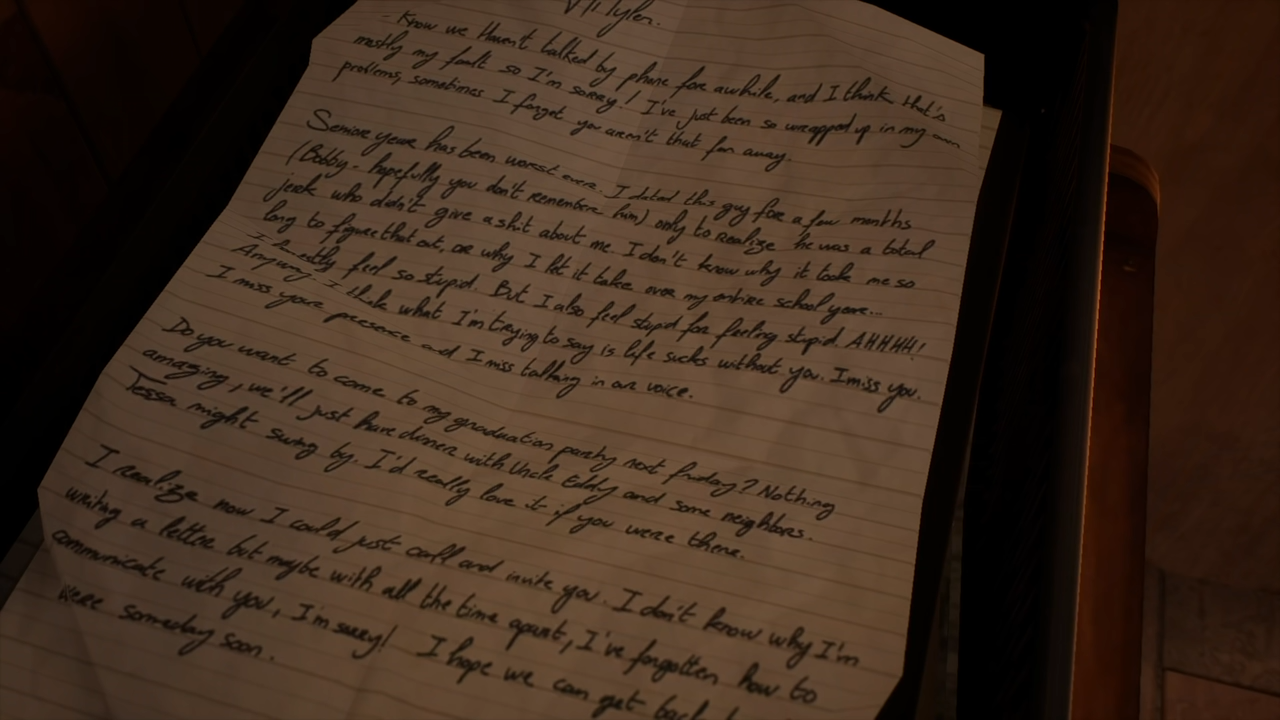 Hi Tyler.
- Know we Haven't talked by phone for awhile, and I think that's
mostly my fault so I'm sorry! I've just been so wrapped up in my own
problems, sometimes I forget you aren't that far away.
Senior year has been worst ever. I dated this guy for a few months
(Bobby - hopefully you don't remember him) only to realize he was a total
jerk who didn't give a shit about me. I don't know why it took me so
long to figure that out, or why I let it take over my entire school year...
I honestly feel so stupid. But I also feel stupid for feeling stupid. AHHHH!
Anyway I think what I'm trying to say is life sucks without you. I miss you.
I miss your presence and I miss talking in our voice.
Do you want to come to my graduation party next friday? Nothing
amazing, we'll just have dinner with Uncle Eddy and some neighbors.
Tessa might swing by. I'd really love it if you were there.
I realize now I could just call and invite you. I don't know why I'm
writing a letter but maybe with all the time apart, I've forgotten how to
communicate with you, I'm sorry! I hope we can get back
were someday soon.